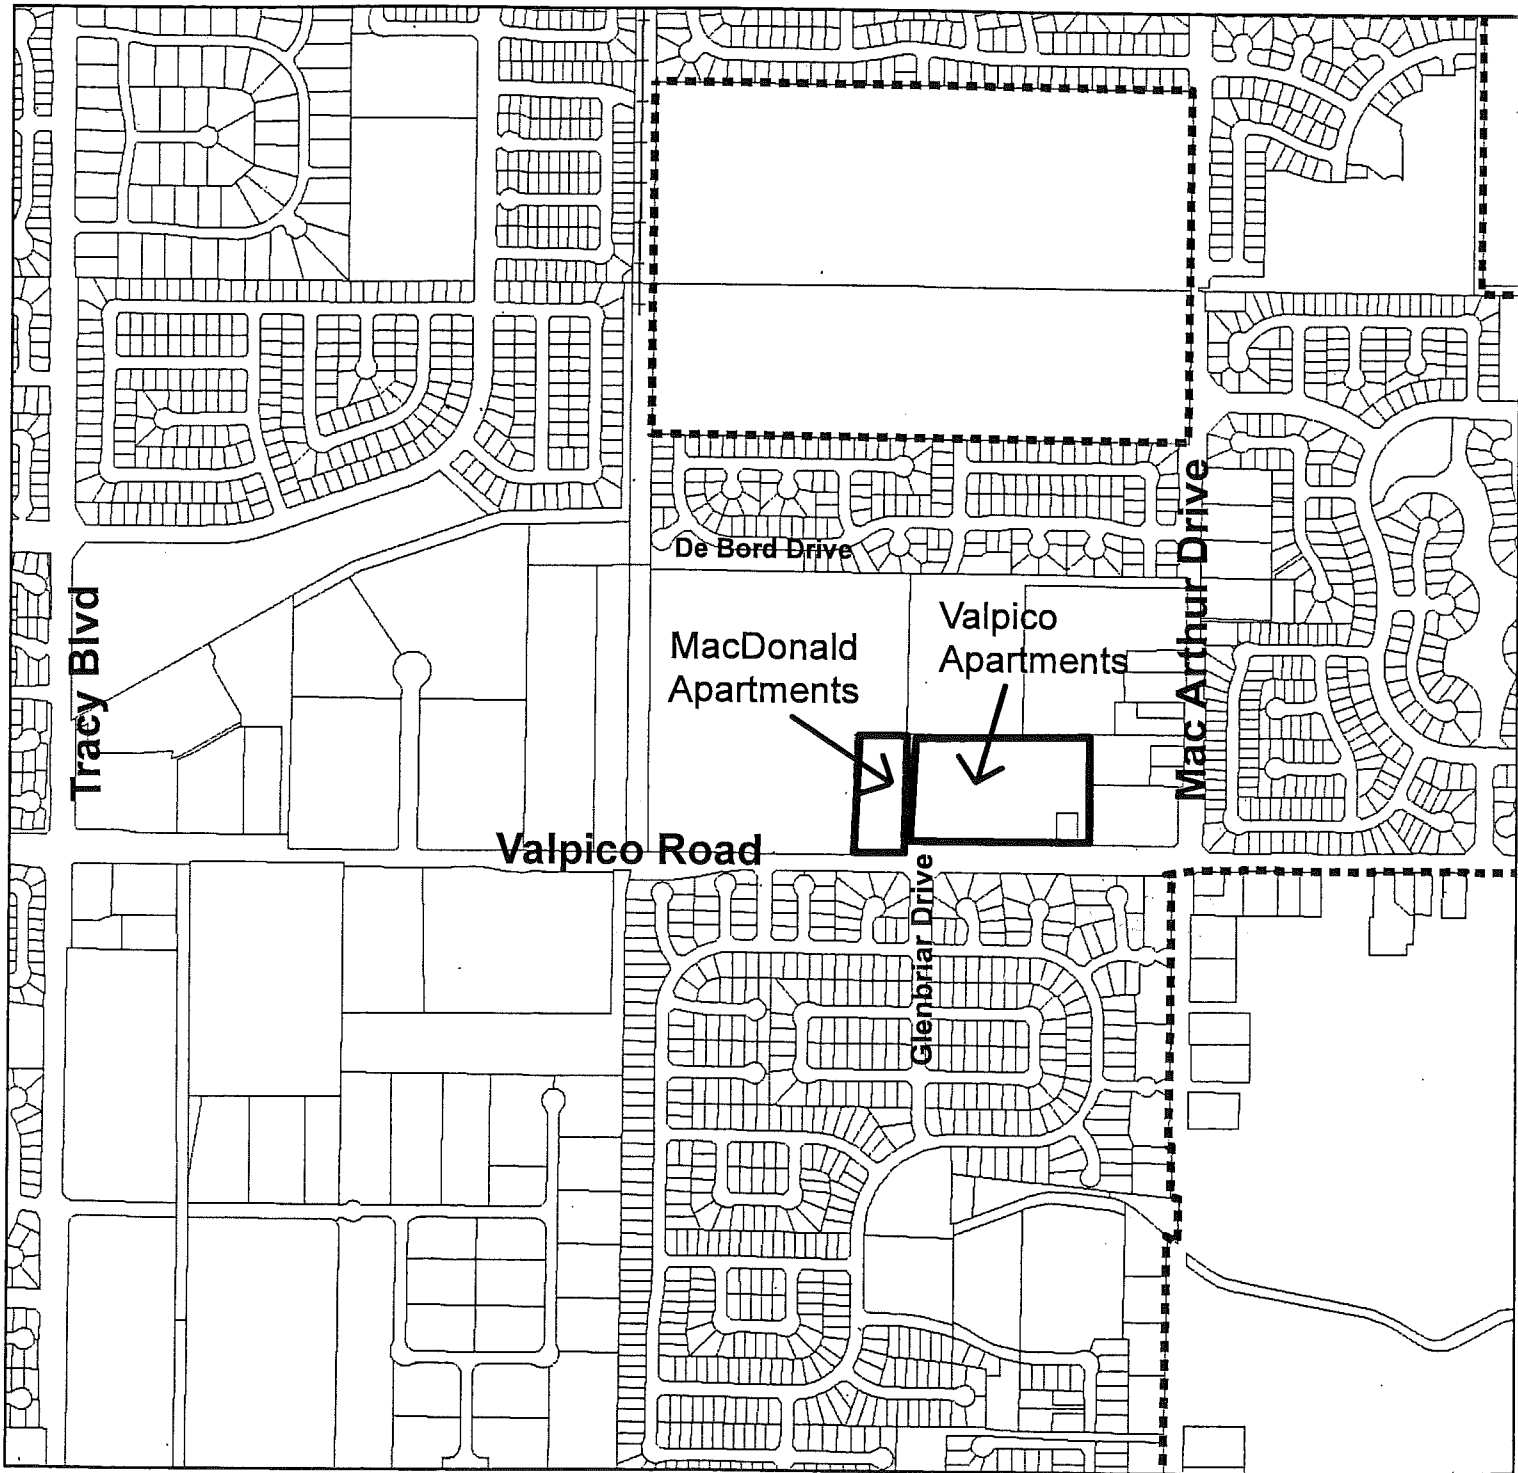 De Bord Drive
Mac Arthur Drive
Tracy Blvd
MacDonald
Apartments
Valpico
Apartments
Valpico Road
Glenbriar Drive